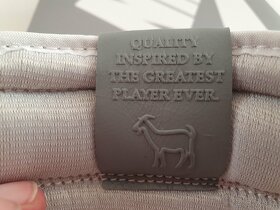 QUALITY
INSPIRED BY
THE GREATEST
PLAYER EVER.